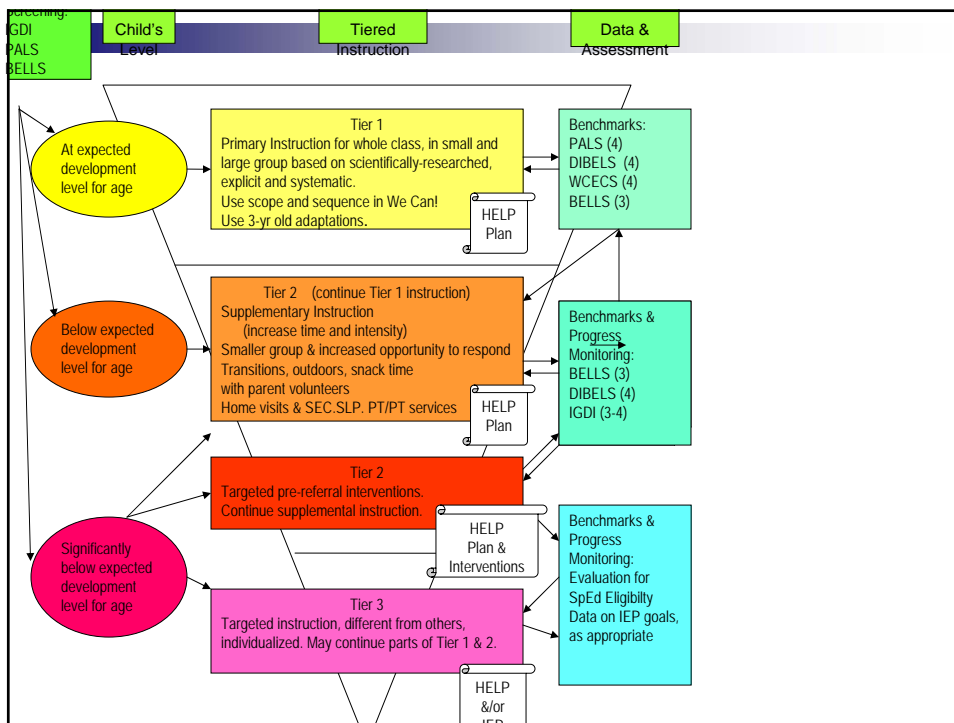 Screening:
IGDI
PALS
BELLS
Child's
Level
Tiered
Instruction
Data &
Assessment
At expected
development
level for age
Tier 1
Primary Instruction for whole class, in small and
large group based on scientifically-researched,
explicit and systematic.
Use scope and sequence in We Can!
Use 3-yr old adaptations.
HELP
Plan
Benchmarks:
PALS (4)
DIBELS (4)
WCECS (4)
BELLS (3)
Below expected
development
level for age
Tier 2 (continue Tier 1 instruction)
Supplementary Instruction
(increase time and intensity)
Smaller group & increased opportunity to respond
Transitions, outdoors, snack time
with parent volunteers
Home visits & SEC.SLP. PT/PT services
HELP
Plan
Benchmarks &
Progress
Monitoring:
BELLS (3)
DIBELS (4)
IGDI (3-4)
Significantly
below expected
development
level for age
Tier 2
Targeted pre-referral interventions.
Continue supplemental instruction.
HELP
Plan &
Interventions
Tier 3
Targeted instruction, different from others,
individualized. May continue parts of Tier 1 & 2.
HELP
&/or
IEP
Benchmarks &
Progress
Monitoring:
Evaluation for
SpEd Eligibilty
Data on IEP goals,
as appropriate